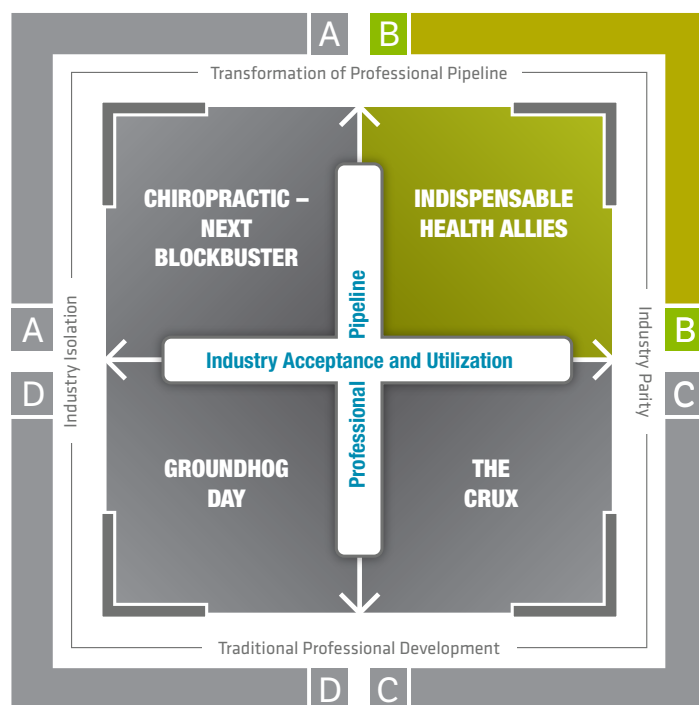 A B
Transformation of Professional Pipeline
CHIROPRACTIC –
NEXT
BLOCKBUSTER
INDISPENSABLE
HEALTH ALLIES
Industry Isolation
Industry Parity
A
B
Industry Acceptance and Utilization
Professional Pipeline
D
C
GROUNDHOG
DAY
THE
CRUX
Traditional Professional Development
D C